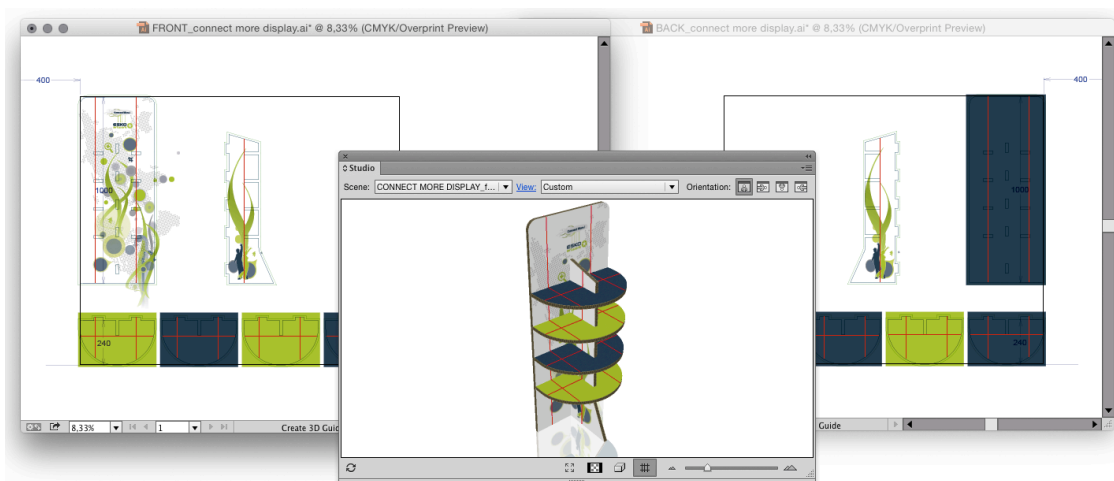 FRONT_connect more display.ai* @ 8,33% (CMYK/Overprint Preview)
BACK_connect more display.ai* @ 8,33% (CMYK/Overprint Preview)
400
400
ESKO
%
1000
1000
Studio
Scene: CONNECT MORE DISPLAY_f... View: Custom Orientation:
ESKO
240
240
8,33% 1 Create 3D Guid
Guide